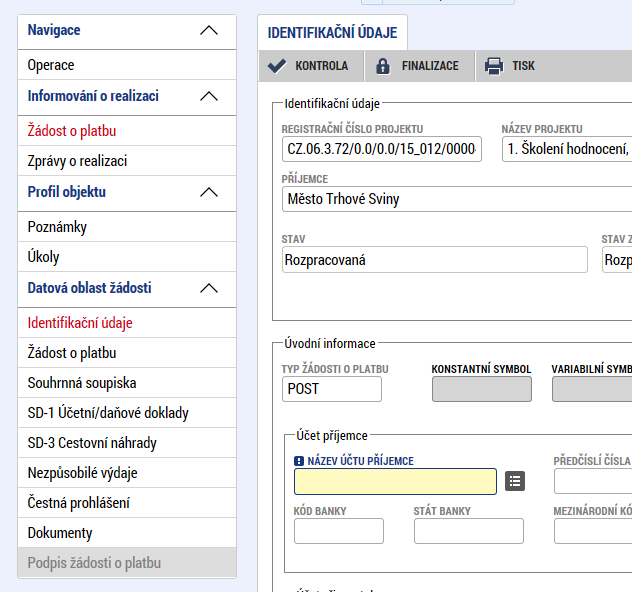 Navigace
Operace
Informování o realizaci
Žádost o platbu
Zprávy o realizaci
Profil objektu
Poznámky
Úkoly
Datová oblast žádosti
Identifikační údaje
Žádost o platbu
Souhrnná soupiska
SD-1 Účetní/daňové doklady
SD-3 Cestovní náhrady
Nezpůsobilé výdaje
Čestná prohlášení
Dokumenty
Podpis žádosti o platbu
IDENTIFIKAČNÍ ÚDAJE
KONTROLA FINALIZACE TISK
Identifikační údaje
REGISTRAČNÍ ČÍSLO PROJEKTU NÁZEV PROJEKTU
CZ.06.3.72/0.0/0.0/15_012/0000 1. Školení hodnocení,
PŘÍJEMCE
Město Trhové Sviny
STAV STAV Z
Rozpracovaná Rozp
Úvodní informace
TYP ŽÁDOSTI O PLATBU KONSTANTNÍ SYMBOL VARIABILNÍ SYMB
POST
Účet příjemce
NÁZEV ÚČTU PŘÍJEMCE PŘEDČÍSLÍ ČÍSLA
KÓD BANKY STÁT BANKY MEZINÁRODNÍ KÓ